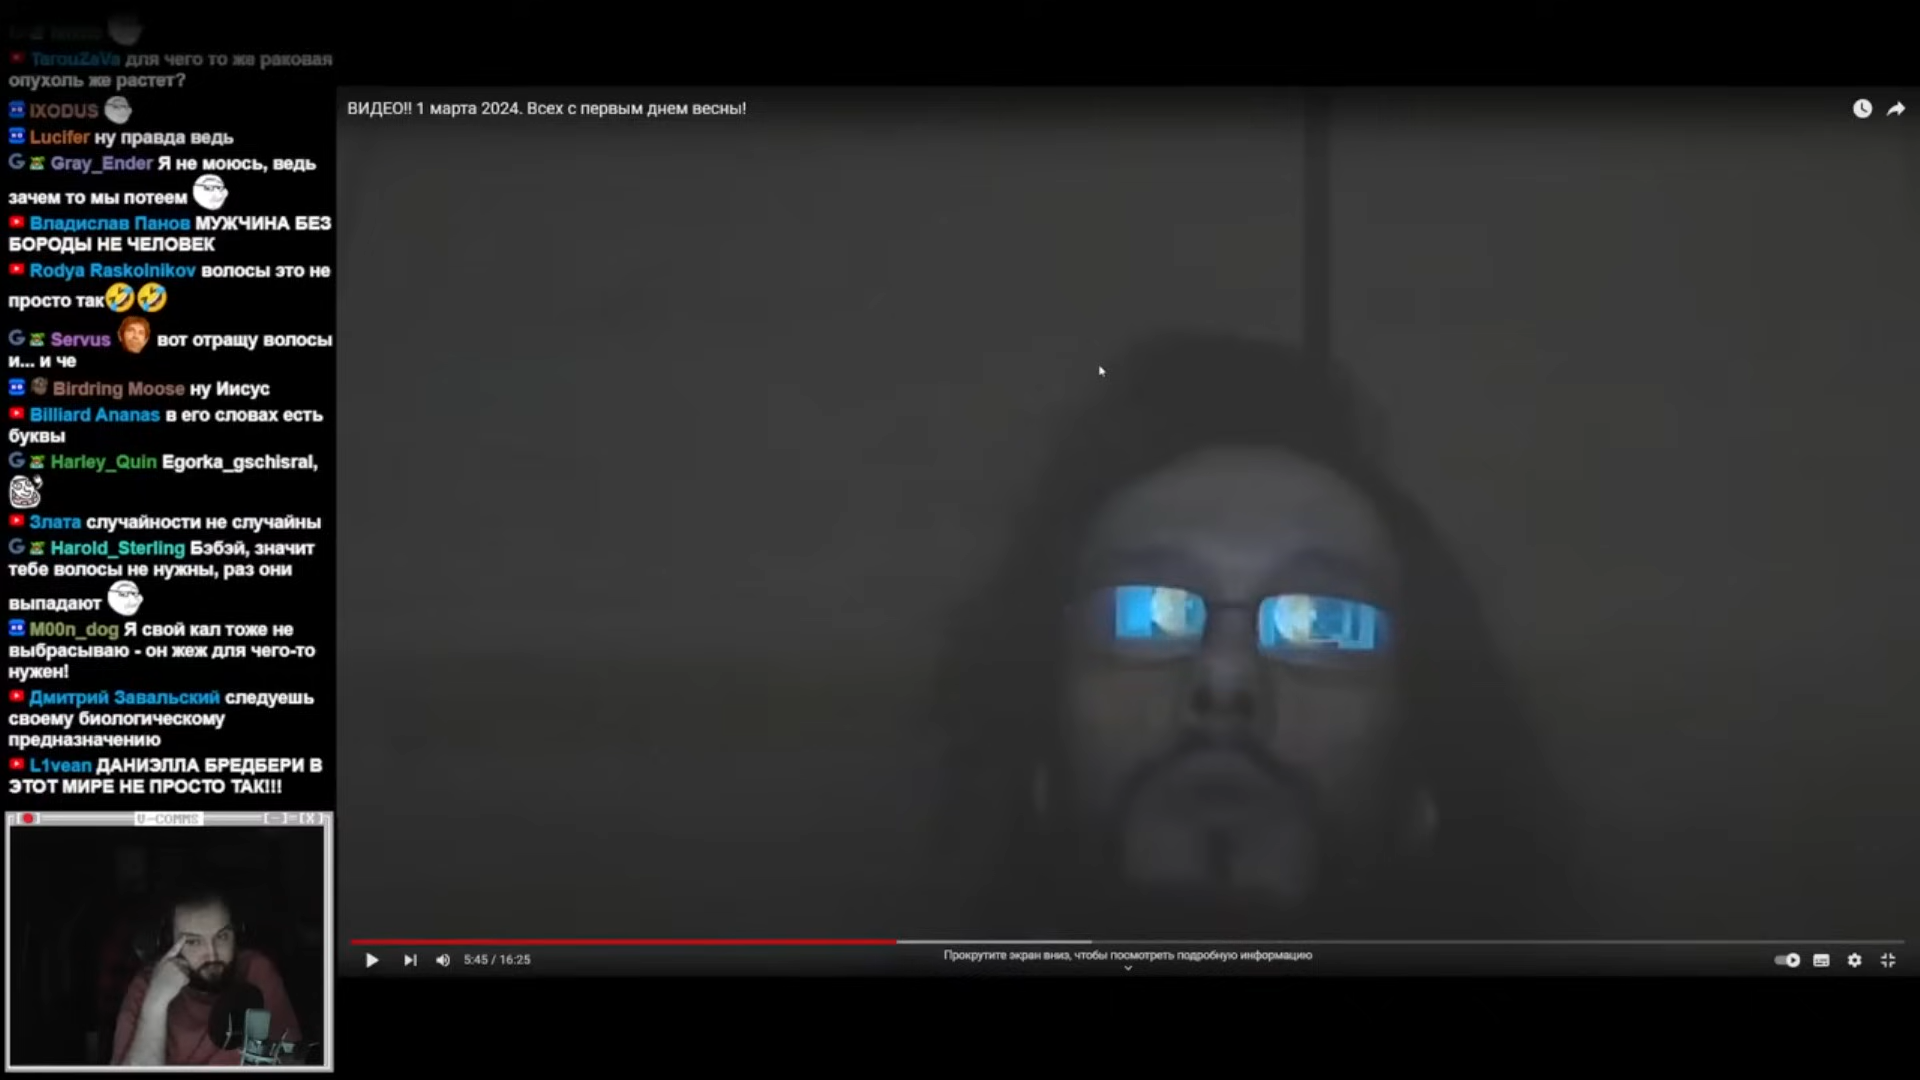 TarouZaVa для чего то же раковая
опухоль же растет?
IXODUS
Lucifer ну правда ведь
Gray_Ender Я не моюсь, ведь
зачем то мы потеем
Владислав Панов МУЖЧИНА БЕЗ
БОРОДЫ НЕ ЧЕЛОВЕК
Rodya Raskolnikov волосы это не
просто так
Servus вот отращу волосы
и... и че
Birdring Moose ну Иисус
Billiard Ananas в его словах есть
буквы
Harley_Quin Egorka_gschisral,
Злата случайности не случайны
Harold_Sterling Бэбэй, значит
тебе волосы не нужны, раз они
выпадают
M00n_dog Я свой кал тоже не
выбрасываю - он жеж для чего-то
нужен!
Дмитрий Завальский следуешь
своему биологическому
предназначению
L1vean ДАНИЭЛЛА БРЕДБЕРИ В
ЭТОТ МИРЕ НЕ ПРОСТО ТАК!!!
V-COMMS [-]=[X]
ВИДЕО!! 1 марта 2024. Всех с первым днем весны!
5:45 / 16:25
Прокрутите экран вниз, чтобы посмотреть подробную информацию